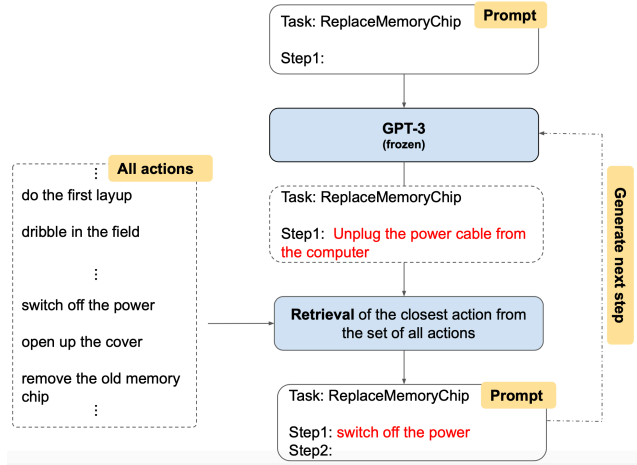 Task: ReplaceMemoryChip
Prompt
Step1:
GPT-3
(frozen)
All actions
⋮
do the first layup
dribble in the field
⋮
switch off the power
open up the cover
remove the old memory
chip
⋮
Task: ReplaceMemoryChip
Step1: Unplug the power cable from
the computer
Retrieval of the closest action from
the set of all actions
Task: ReplaceMemoryChip
Prompt
Step1: switch off the power
Step2:
Generate next step